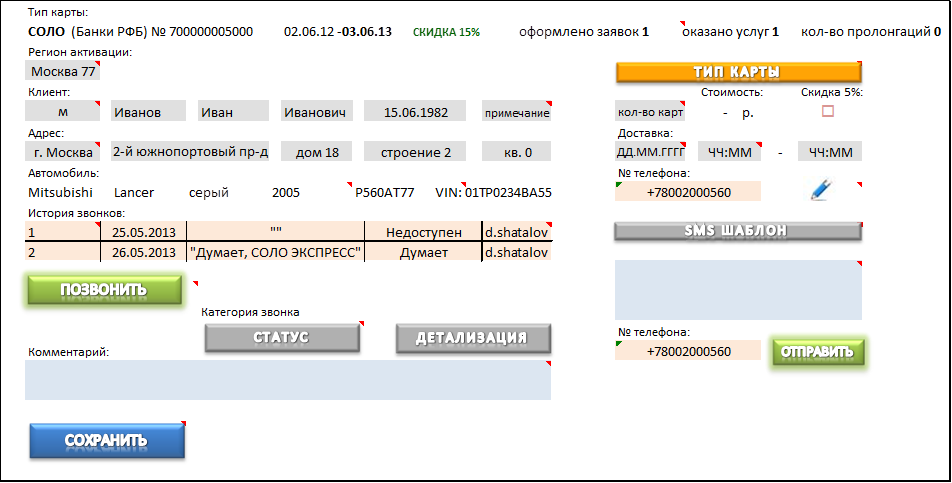 Тип карты:
СОЛО (Банки РФБ) № 700000005000 02.06.12 -03.06.13 СКИДКА 15% оформлено заявок 1 оказано услуг 1 кол-во пролонгаций 0
Регион активации:
Москва 77
ТИП КАРТЫ
Клиент:
Стоимость: Скидка 5%:
м Иванов Иван Иванович 15.06.1982 примечание
кол-во карт - р.
Адрес:
Доставка:
г. Москва 2-й южнопортовый пр-д дом 18 строение 2 кв. 0
ДД.ММ.ГГГГ ЧЧ:ММ - ЧЧ:ММ
Автомобиль:
№ телефона:
Mitsubishi Lancer серый 2005 Р560АТ77 VIN: 01TP0234BA55
+78002000560
История звонков:
1 25.05.2013 "" Недоступен d.shatalov
2 26.05.2013 "Думает, СОЛО ЭКСПРЕСС" Думает d.shatalov
SMS ШАБЛОН
ПОЗВОНИТЬ
Категория звонка
СТАТУС ДЕТАЛИЗАЦИЯ
№ телефона:
+78002000560 ОТПРАВИТЬ
Комментарий:
СОХРАНИТЬ